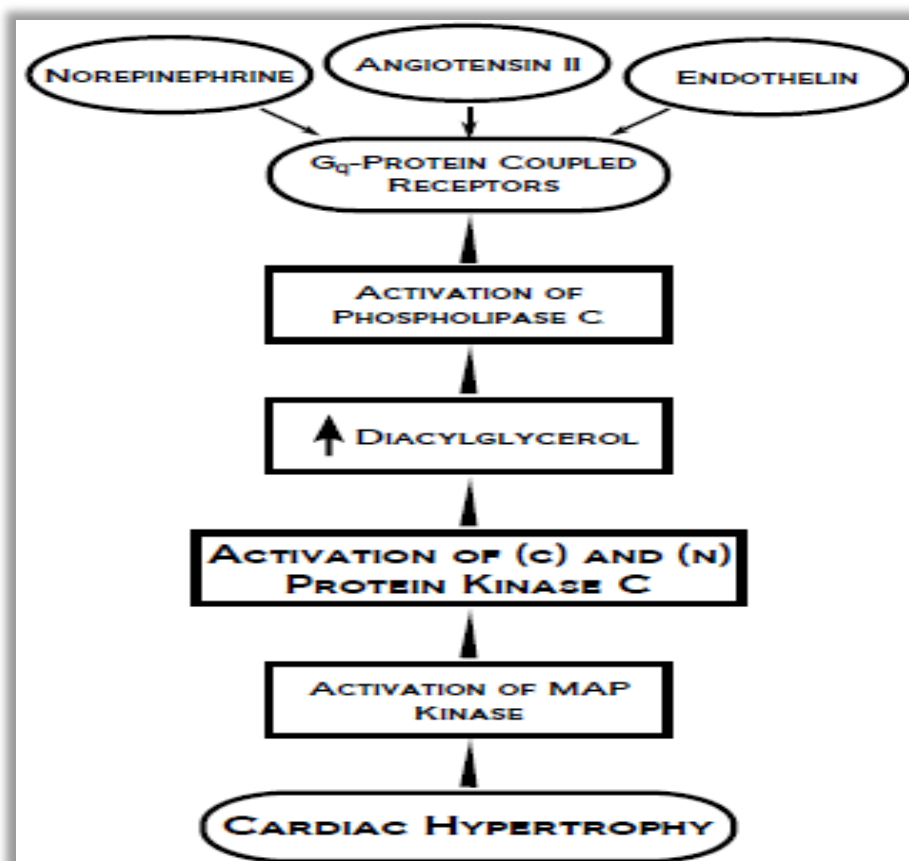 NOREPINEPHRINE
ANGIOTENSIN II
ENDOTHELIN
Gq-PROTEIN COUPLED
RECEPTORS
ACTIVATION OF
PHOSPHOLIPASE C
↑ DIACYLGLYCEROL
ACTIVATION OF (C) AND (N)
PROTEIN KINASE C
ACTIVATION OF MAP
KINASE
CARDIAC HYPERTROPHY